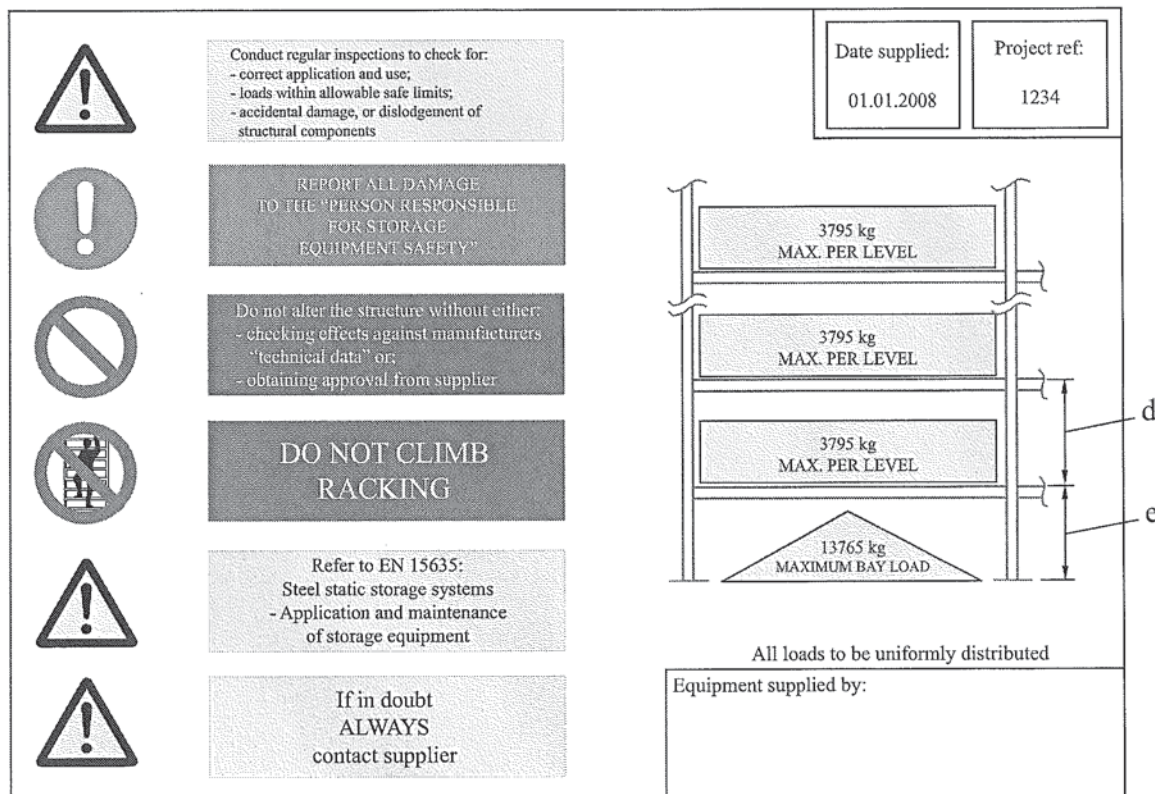 Conduct regular inspections to check for:
- correct application and use;
- loads within allowable safe limits;
- accidental damage, or dislodgement of
structural components
REPORT ALL DAMAGE
TO THE “PERSON RESPONSIBLE
FOR STORAGE
EQUIPMENT SAFETY”
Do not alter the structure without either:
- checking effects against manufacturers
“technical data” or;
- obtaining approval from supplier
DO NOT CLIMB
RACKING
Refer to EN 15635:
Steel static storage systems
- Application and maintenance
of storage equipment
If in doubt
ALWAYS
contact supplier
Date supplied:
01.01.2008
Project ref:
1234
3795 kg
MAX. PER LEVEL
3795 kg
MAX. PER LEVEL
d
3795 kg
MAX. PER LEVEL
e
13765 kg
MAXIMUM BAY LOAD
All loads to be uniformly distributed
Equipment supplied by: